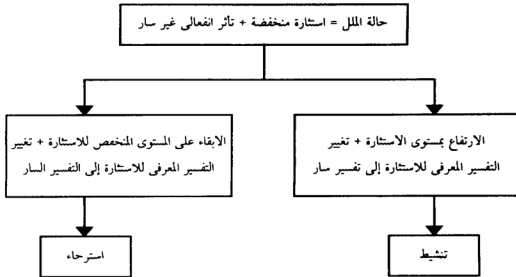 حالة الملل = استثارة منخفضة + تأثر انفعالى غير سار
الارتفاع بمستوى الاستثارة + تغيير
التفسير المعرفى للاستثارة إلى تفسير سار
الابقاء على المستوى المنخفض للاستثارة + تغيير
التفسير المعرفى للاستثارة إلى التفسير السار
تنشيط
استرحاء